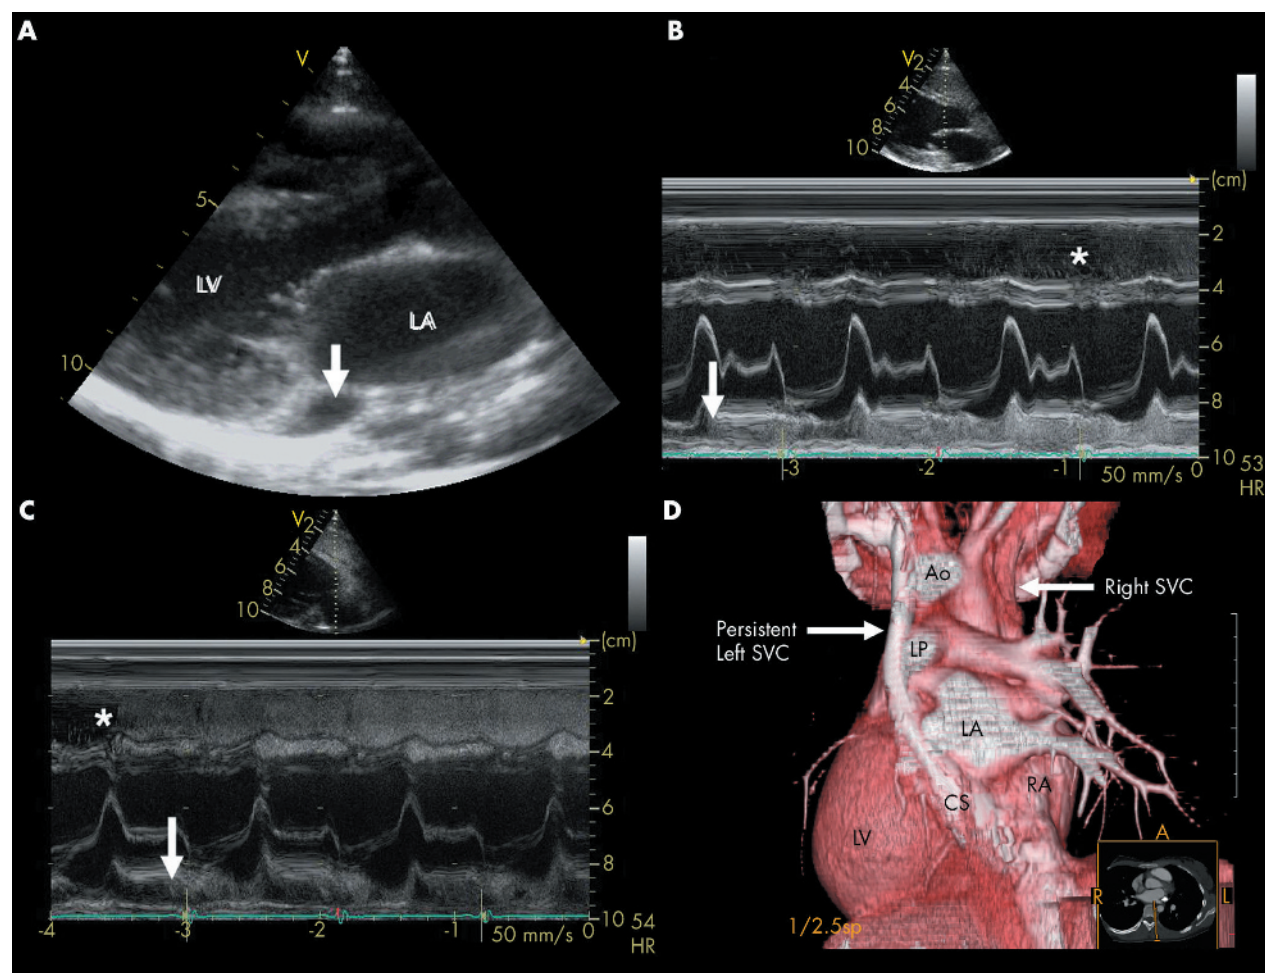 A
V
5
10
LV
LA
B
V
2
4
6
8
10
(cm)
2
*
4
6
8
10
-3
-2
-1
50 mm/s
0
53
HR
C
V
2
4
6
8
10
(cm)
2
*
4
6
8
10
-4
-3
-2
-1
50 mm/s
0
54
HR
D
Ao
Right SVC
Persistent
Left SVC
LP
LA
RA
CS
LV
A
R
L
1/2.5sp